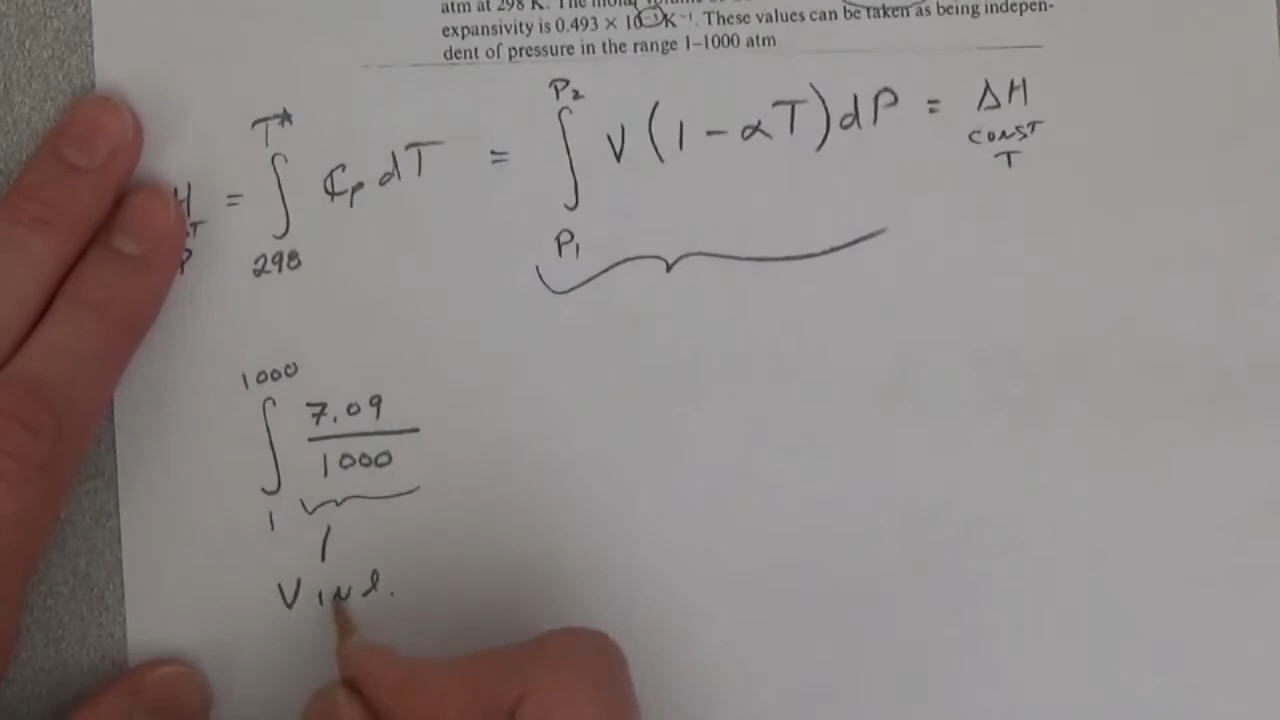 atm at 298 K. The molar volume
expansivity is 0.493 × 10⁻³ K⁻¹. These values can be taken as being indepen-
dent of pressure in the range 1–1000 atm
H = ∫ Cp dT = ∫ V (1 - αT) dP = ΔH
T* 298
P₂ P₁
CONST
T
P
1000
∫ 7.09 / 1000
1
V IN l.